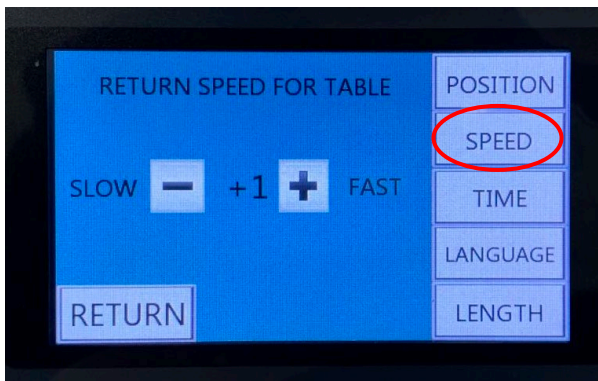 RETURN SPEED FOR TABLE
SLOW − +1 + FAST
RETURN
POSITION
SPEED
TIME
LANGUAGE
LENGTH